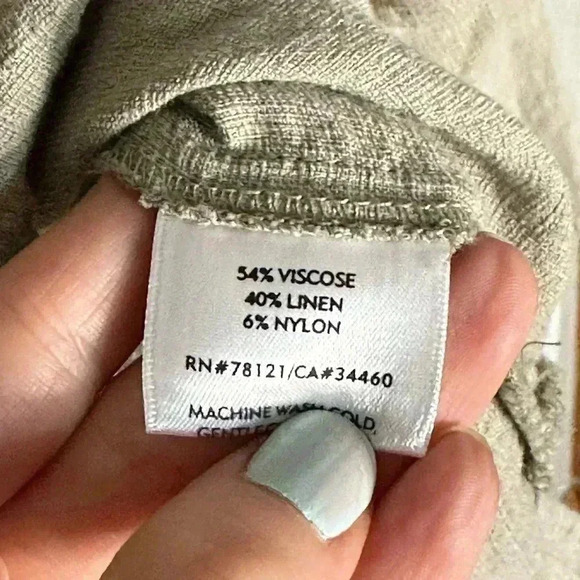 54% VISCOSE
40% LINEN
6% NYLON
RN#78121/CA#34460
MACHINE WASH COLD,